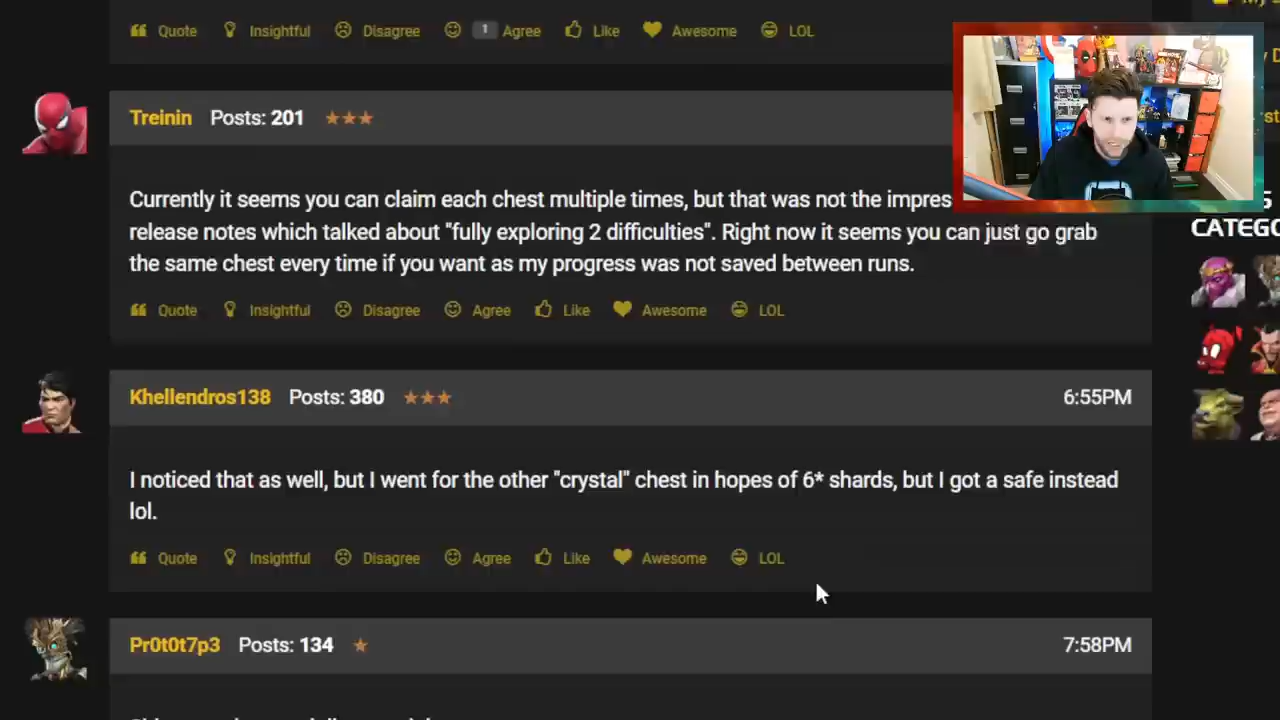 Quote Insightful Disagree 1 Agree Like Awesome LOL
Treinin Posts: 201
Currently it seems you can claim each chest multiple times, but that was not the
release notes which talked about "fully exploring 2 difficulties". Right now it seems you can just go grab
the same chest every time if you want as my progress was not saved between runs.
Quote Insightful Disagree Agree Like Awesome LOL
Khellendros138 Posts: 380 6:55PM
I noticed that as well, but I went for the other "crystal" chest in hopes of 6* shards, but I got a safe instead
lol.
Quote Insightful Disagree Agree Like Awesome LOL
Pr0t0t7p3 Posts: 134 7:58PM